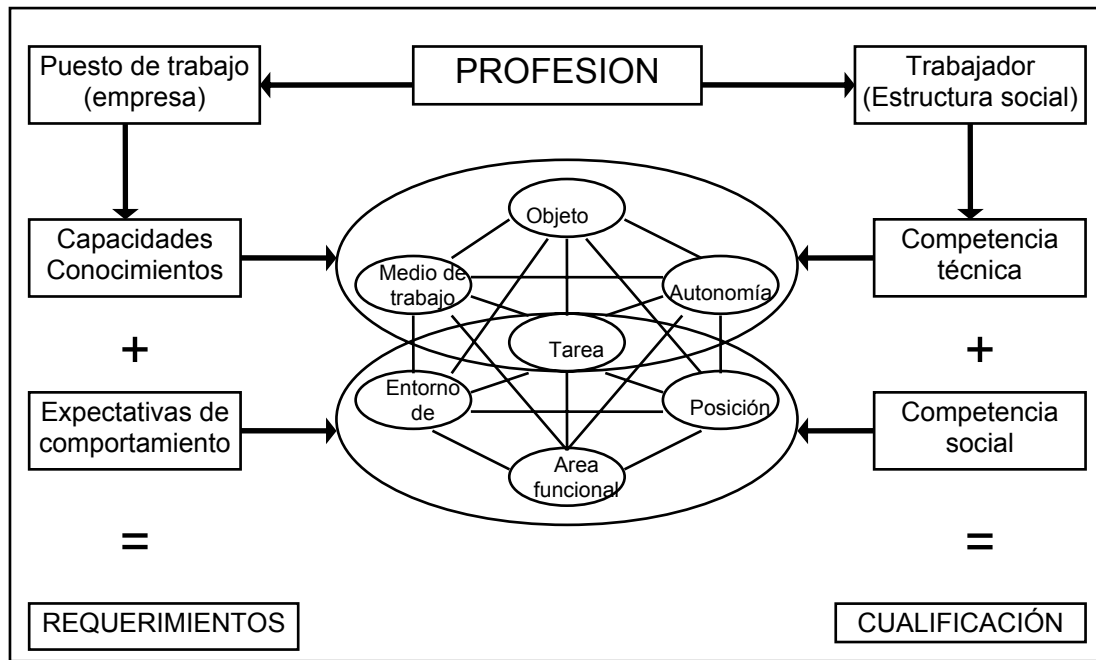 Puesto de trabajo
(empresa)
PROFESION
Trabajador
(Estructura social)
Objeto
Capacidades
Conocimientos
Medio de
trabajo
Autonomía
Competencia
técnica
+
Tarea
+
Expectativas de
comportamiento
Entorno
de
Posición
Competencia
social
Area
funcional
=
=
REQUERIMIENTOS
CUALIFICACIÓN